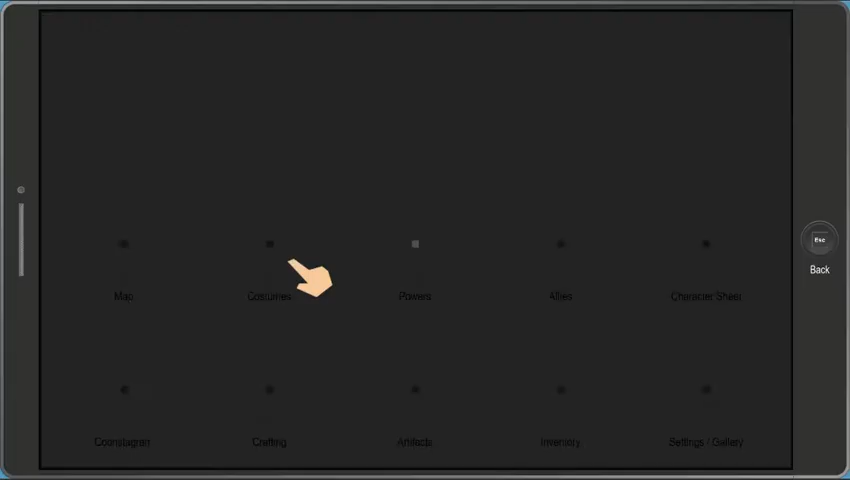 Esc
Back
Map Costumes Powers Allies Character Sheet
Coonstagram Crafting Artifacts Inventory Settings / Gallery